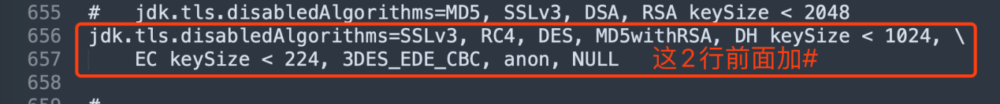 655 #   jdk.tls.disabledAlgorithms=MD5, SSLv3, DSA, RSA keySize < 2048
656 jdk.tls.disabledAlgorithms=SSLv3, RC4, DES, MD5withRSA, DH keySize < 1024, \
657     EC keySize < 224, 3DES_EDE_CBC, anon, NULL 这2行前面加#
658
659 #